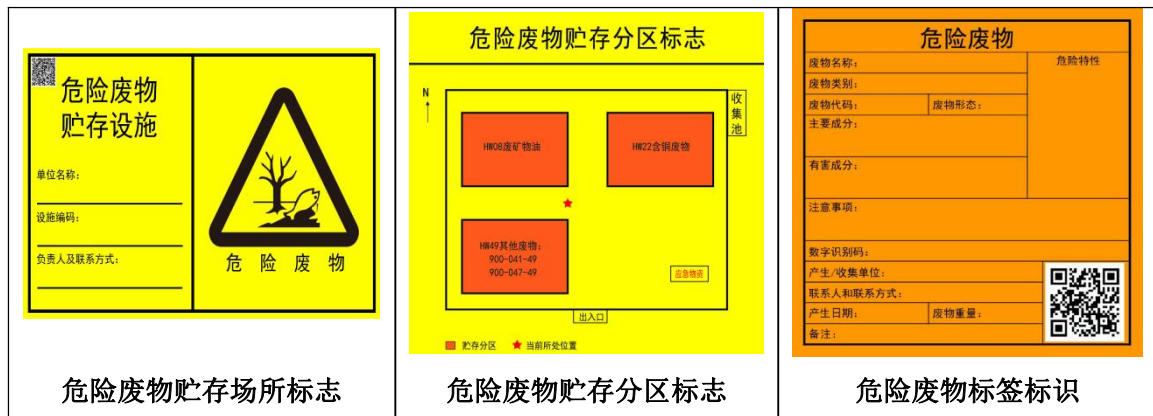 危险废物
贮存设施
单位名称：
设施编码：
负责人及联系方式：
危险废物
危险废物贮存场所标志
危险废物贮存分区标志
N
收集池
HW08废矿物油
HW22含铜废物
HW49其他废物：
900-041-49
900-047-49
应急物资
出入口
贮存分区
当前所处位置
危险废物贮存分区标志
危险废物
废物名称：
危险特性
废物类别：
废物代码：
废物形态：
主要成分：
有害成分：
注意事项：
数字识别码：
产生/收集单位：
联系人和联系方式：
产生日期：
废物重量：
备注：
危险废物标签标识